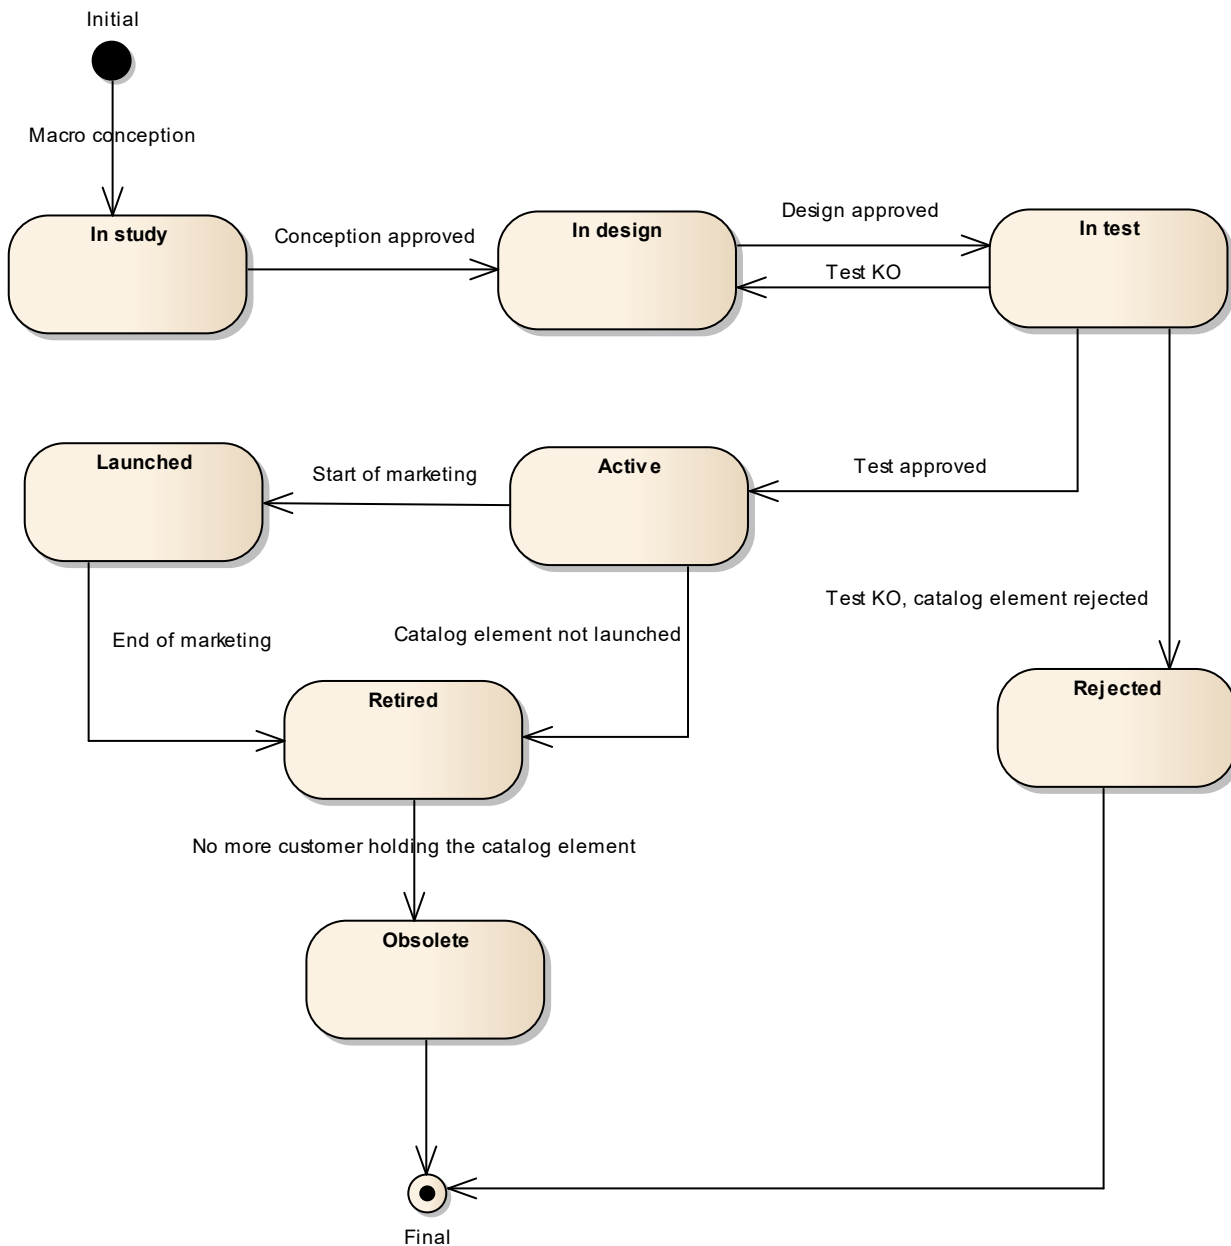 Initial
Macro conception
In study
Conception approved
In design
Design approved
In test
Test KO
Launched
Start of marketing
Active
Test approved
End of marketing
Catalog element not launched
Test KO, catalog element rejected
Retired
Rejected
No more customer holding the catalog element
Obsolete
Final